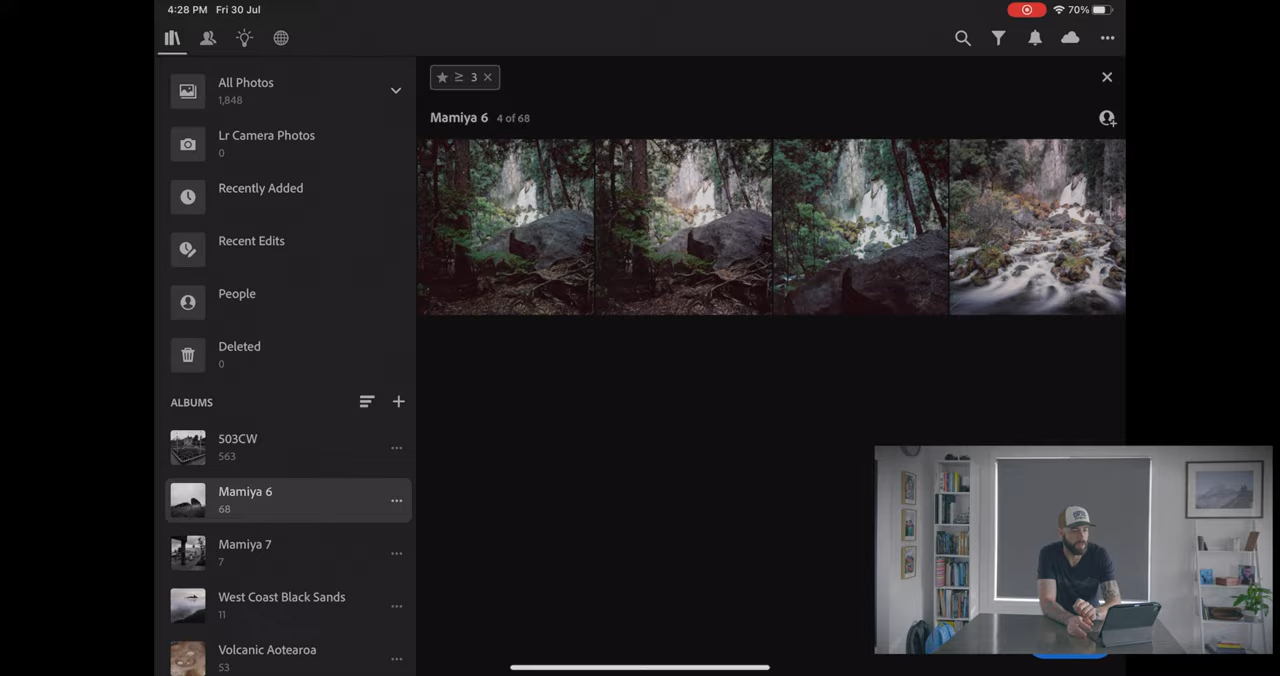 4:28 PM Fri 30 Jul
70%
All Photos
1,848
Lr Camera Photos
0
Recently Added
Recent Edits
People
Deleted
0
ALBUMS
503CW
563
Mamiya 6
68
Mamiya 7
7
West Coast Black Sands
11
Volcanic Aotearoa
53
★ ≥ 3 ×
Mamiya 6 4 of 68